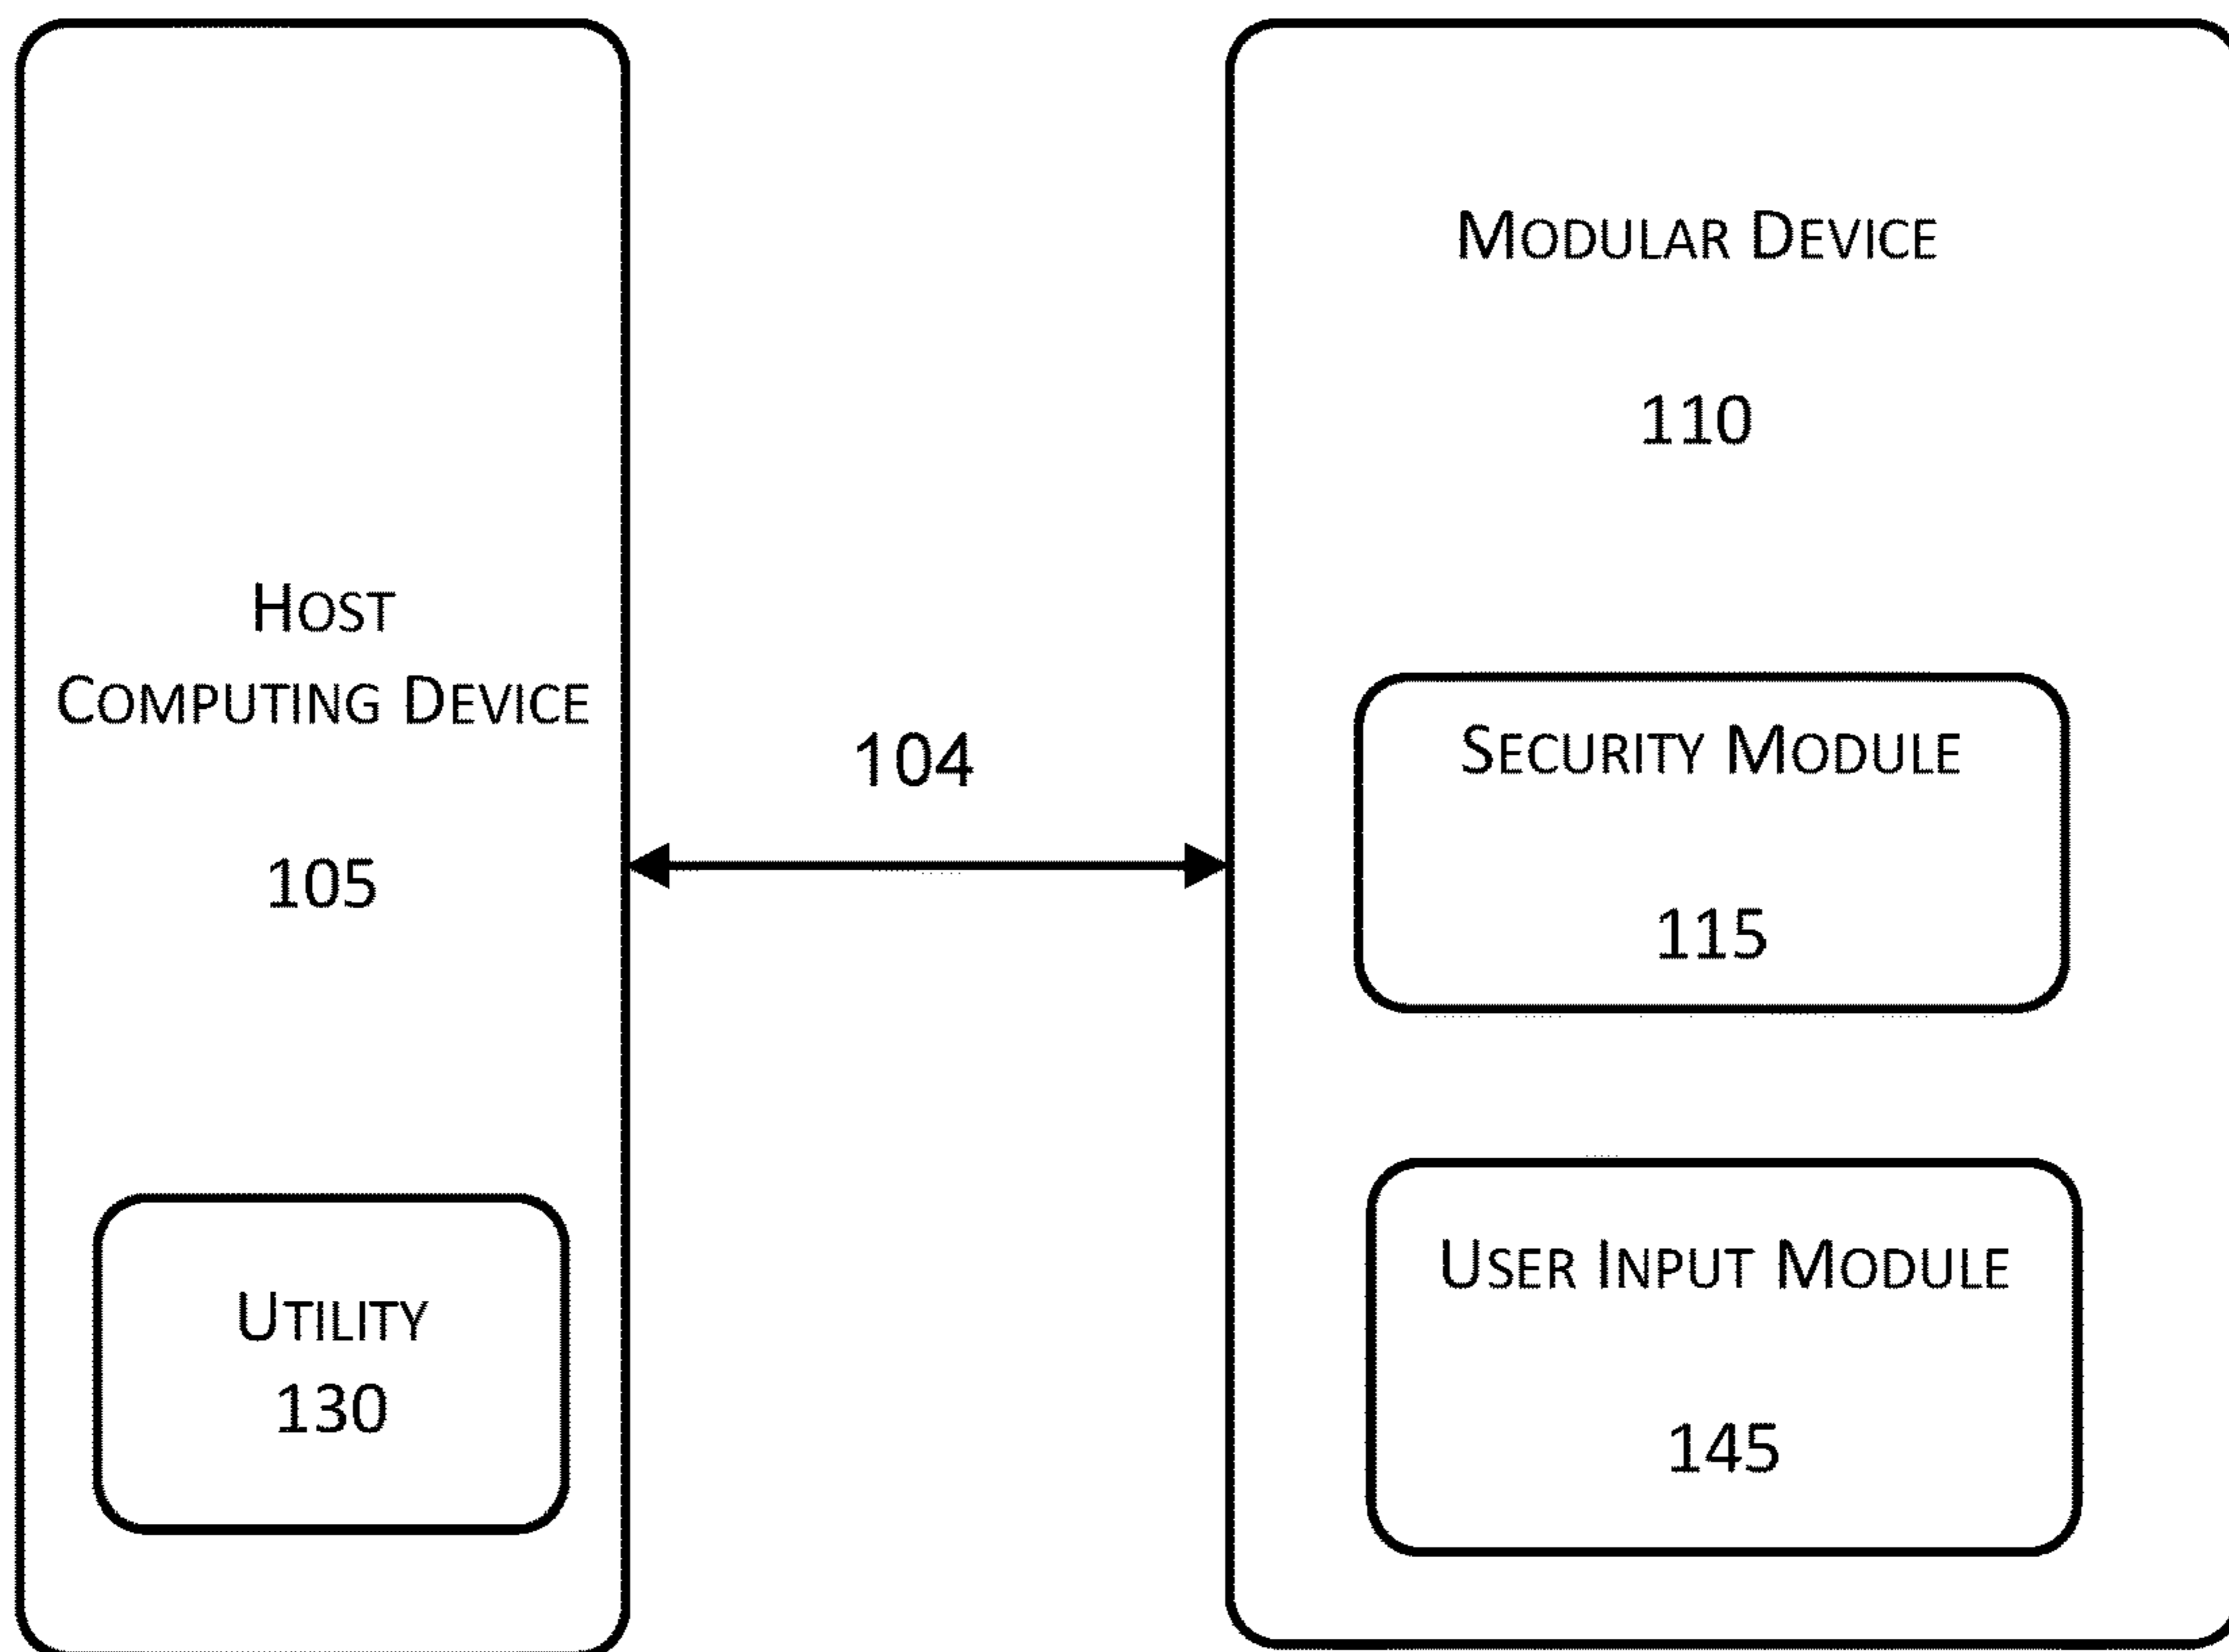 Host
Computing Device
105
Utility
130
104
Modular Device
110
Security Module
115
User Input Module
145